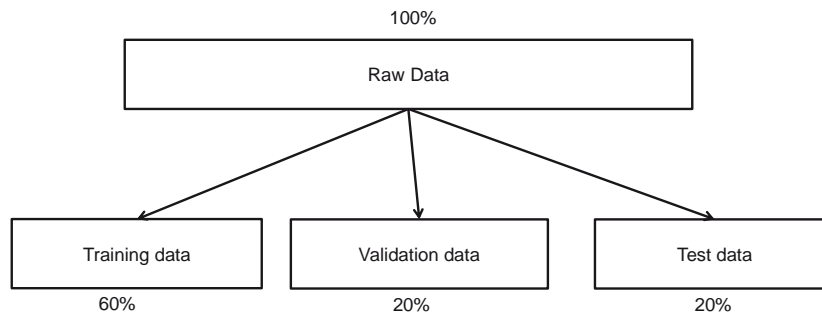 100%
Raw Data
Training data
Validation data
Test data
60%
20%
20%